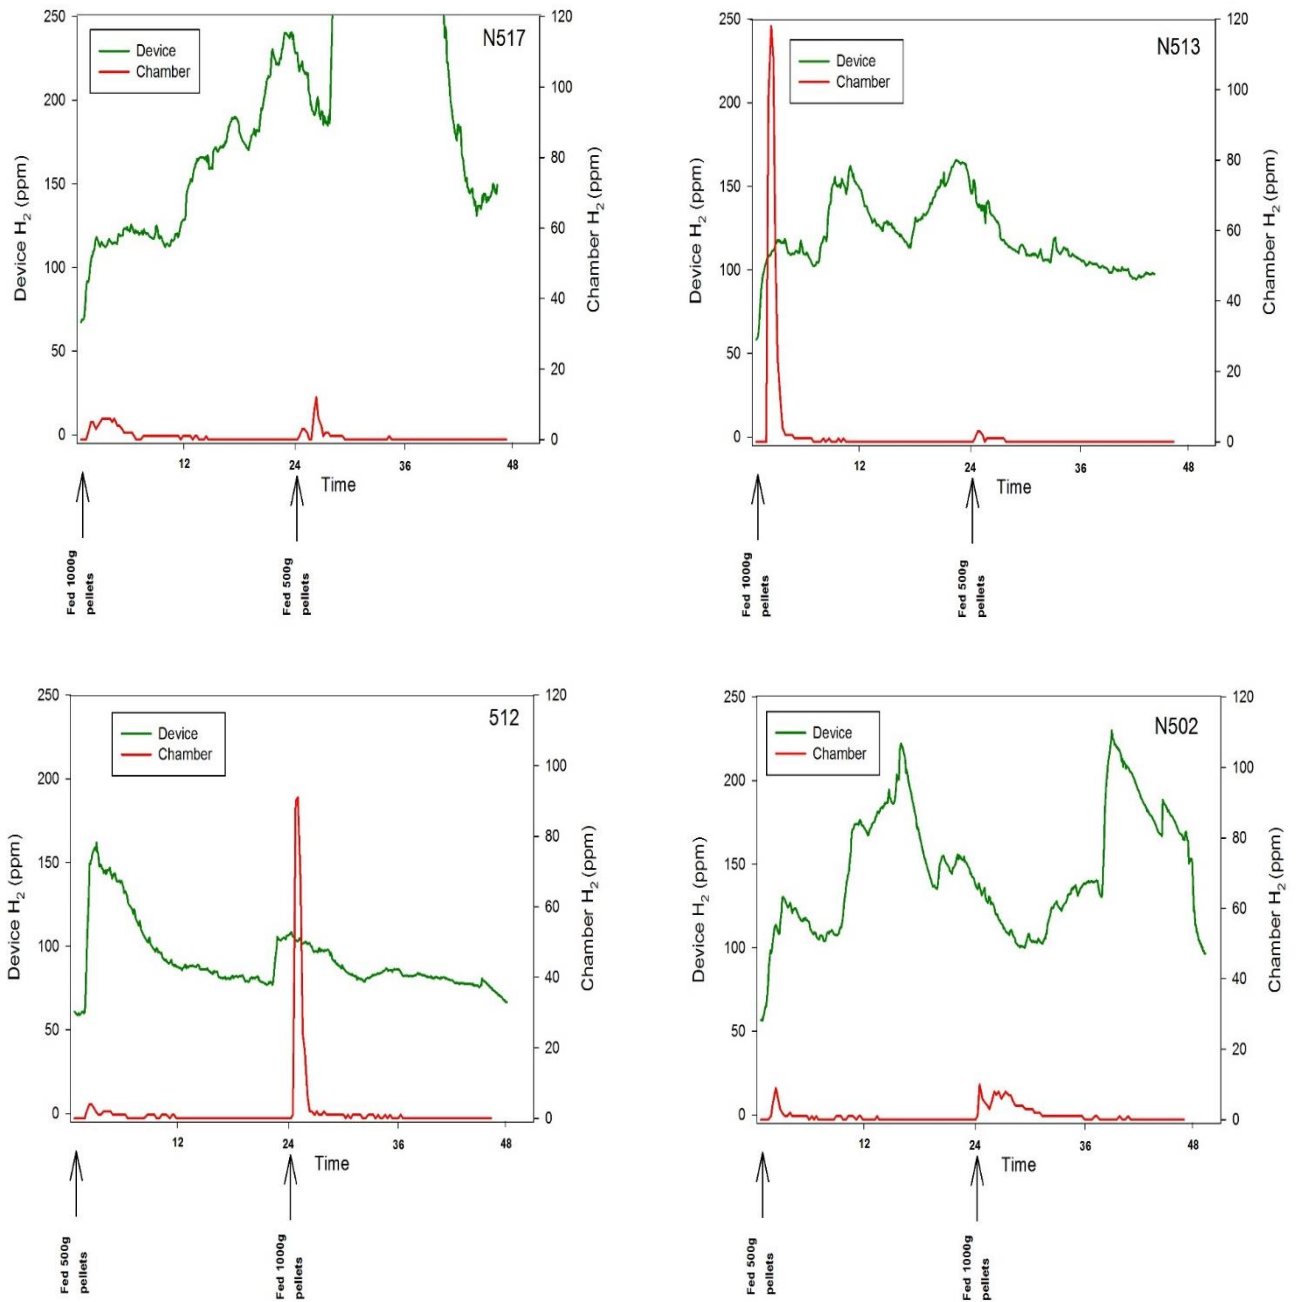 N517
Device
Chamber
250
200
150
100
50
0
Device H₂ (ppm)
120
100
80
60
40
20
0
Chamber H₂ (ppm)
12
24
36
48
Time
Fed 1000g
pellets
Fed 500g
pellets
N513
Device
Chamber
250
200
150
100
50
0
Device H₂ (ppm)
120
100
80
60
40
20
0
Chamber H₂ (ppm)
12
24
36
48
Time
Fed 1000g
pellets
Fed 500g
pellets
512
Device
Chamber
250
200
150
100
50
0
Device H₂ (ppm)
120
100
80
60
40
20
0
Chamber H₂ (ppm)
12
24
36
48
Time
Fed 500g
pellets
Fed 1000g
pellets
N502
Device
Chamber
250
200
150
100
50
0
Device H₂ (ppm)
120
100
80
60
40
20
0
Chamber H₂ (ppm)
12
24
36
48
Time
Fed 500g
pellets
Fed 1000g
pellets